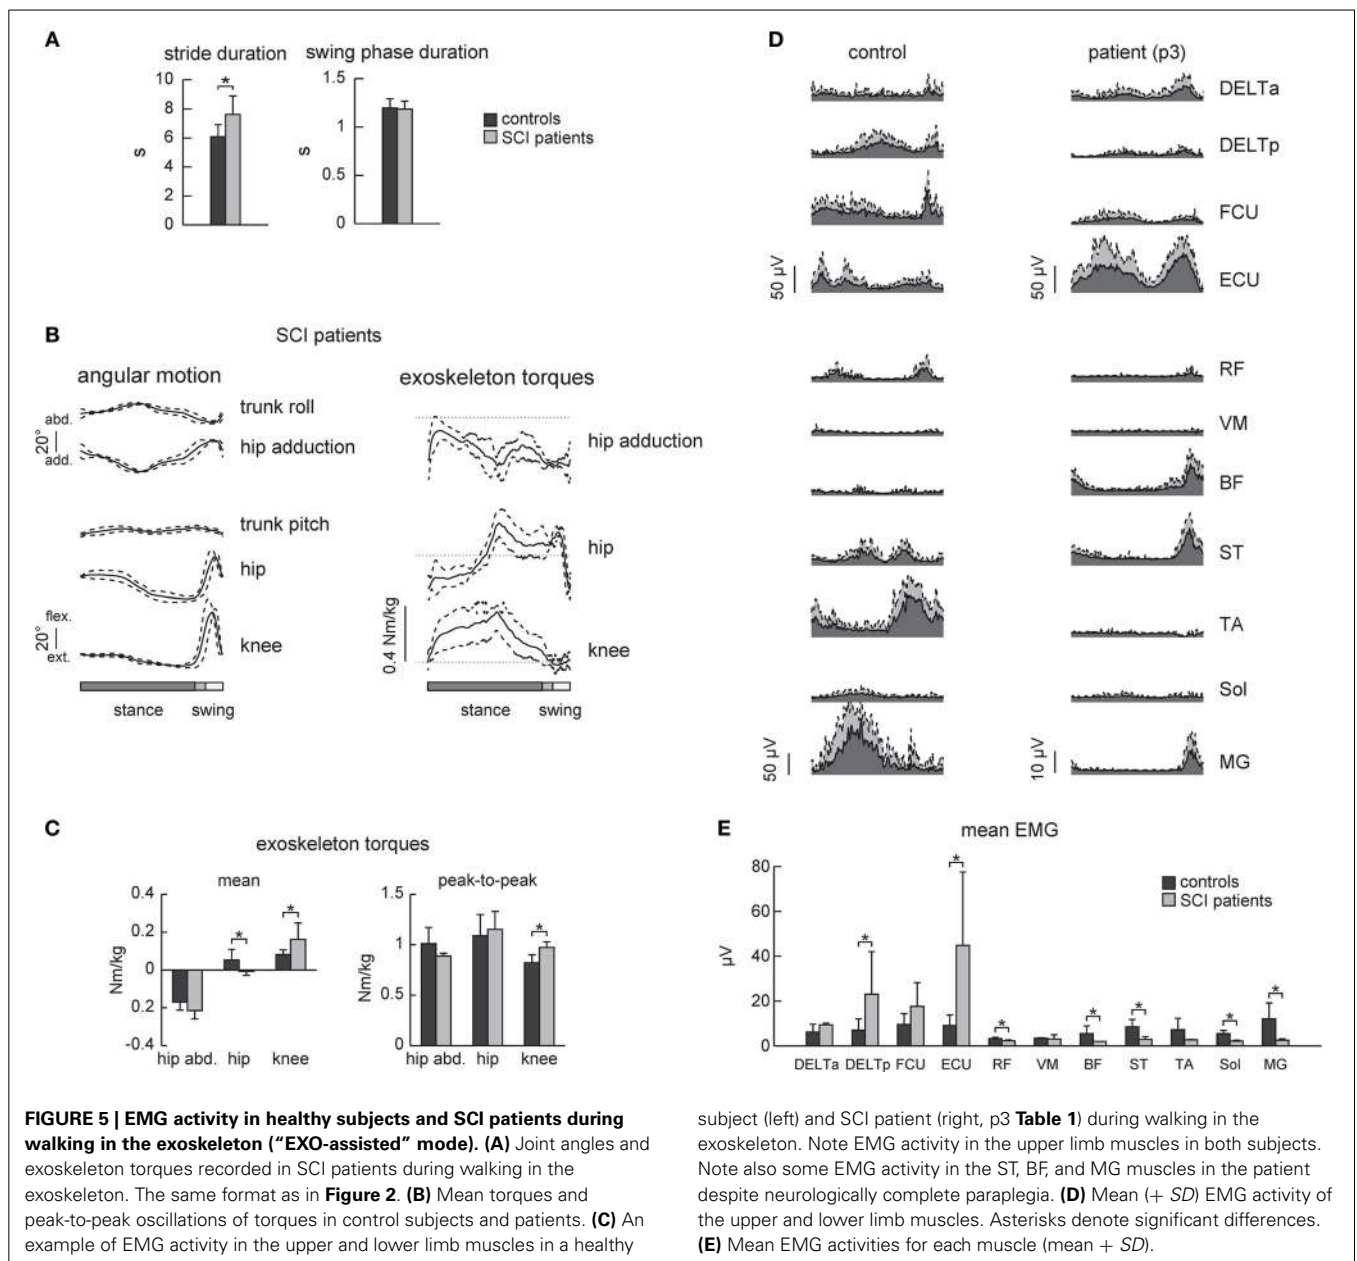 A
stride duration
swing phase duration
10
8
6
4
2
0
s
*
1.5
1
0.5
0
s
controls
SCI patients
B
SCI patients
angular motion
exoskeleton torques
abd.
20°
add.
trunk roll
hip adduction
trunk pitch
hip
flex.
20°
ext.
knee
stance
swing
hip adduction
hip
0.4 Nm/kg
knee
stance
swing
C
exoskeleton torques
mean
peak-to-peak
0.4
0.2
0
0.2
-0.4
Nm/kg
*
*
hip abd.
hip
knee
1.5
1
0.5
0
Nm/kg
*
hip abd.
hip
knee
D
control
patient (p3)
DELTa
DELTp
FCU
50 µV
50 µV
ECU
RF
VM
BF
ST
TA
Sol
50 µV
10 µV
MG
E
mean EMG
80
60
40
20
0
µV
controls
SCI patients
*
*
*
*
*
*
*
DELTa
DELTp
FCU
ECU
RF
VM
BF
ST
TA
Sol
MG
FIGURE 5 | EMG activity in healthy subjects and SCI patients during
walking in the exoskeleton (“EXO-assisted” mode). (A) Joint angles and
exoskeleton torques recorded in SCI patients during walking in the
exoskeleton. The same format as in Figure 2. (B) Mean torques and
peak-to-peak oscillations of torques in control subjects and patients. (C) An
example of EMG activity in the upper and lower limb muscles in a healthy
subject (left) and SCI patient (right, p3 Table 1) during walking in the
exoskeleton. Note EMG activity in the upper limb muscles in both subjects.
Note also some EMG activity in the ST, BF, and MG muscles in the patient
despite neurologically complete paraplegia. (D) Mean (+ SD) EMG activity of
the upper and lower limb muscles. Asterisks denote significant differences.
(E) Mean EMG activities for each muscle (mean + SD).